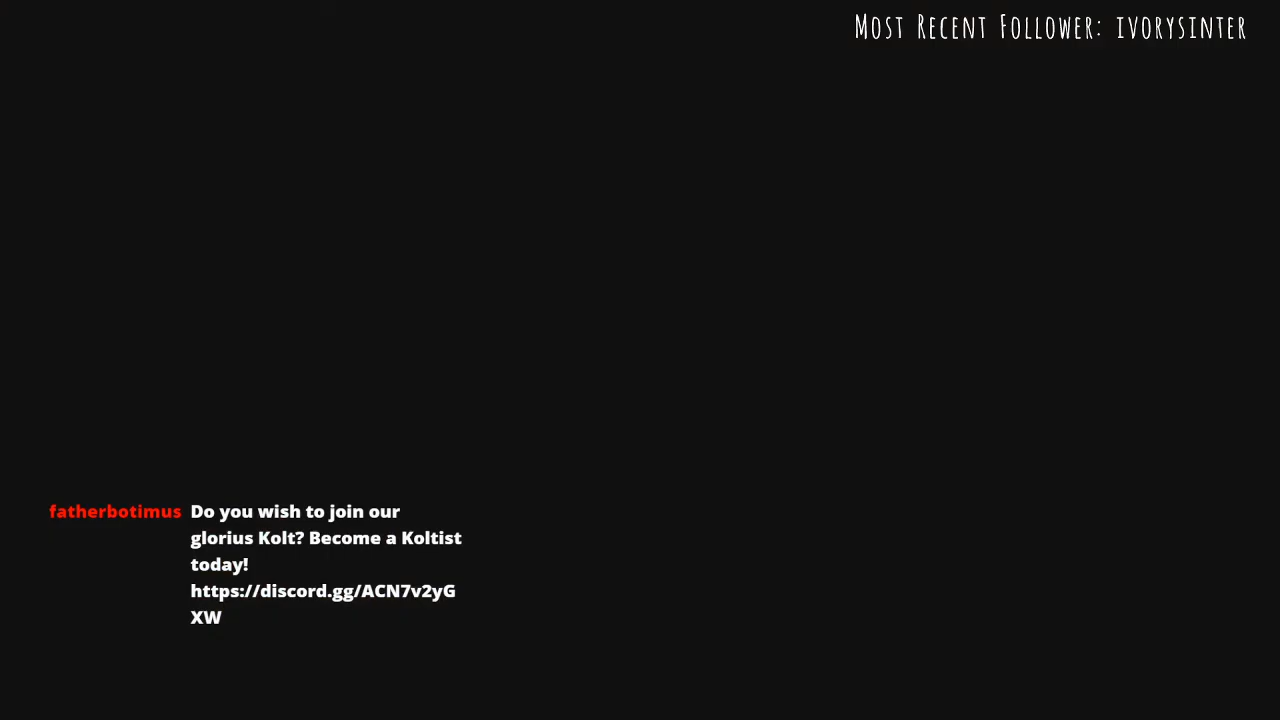 Most Recent Follower: ivorysinter
fatherbotimus Do you wish to join our
glorius Kolt? Become a Koltist
today!
https://discord.gg/ACN7v2yG
XW